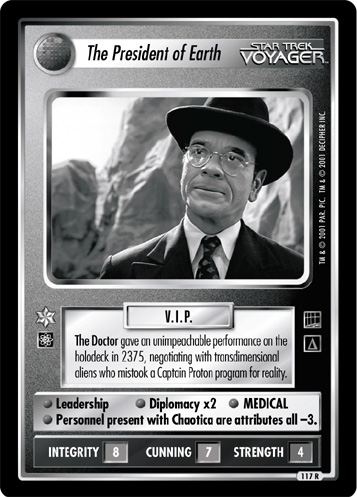 The President of Earth
STAR TREK
VOYAGER™
™ & © 2001 PAR. PIC. TM & © 2001 DECIPHER INC.
V.I.P.
The Doctor gave an unimpeachable performance on the
holodeck in 2375, negotiating with transdimensional
aliens who mistook a Captain Proton program for reality.
• Leadership • Diplomacy x2 • MEDICAL
• Personnel present with Chaotica are attributes all –3.
INTEGRITY 8 CUNNING 7 STRENGTH 4
117 R